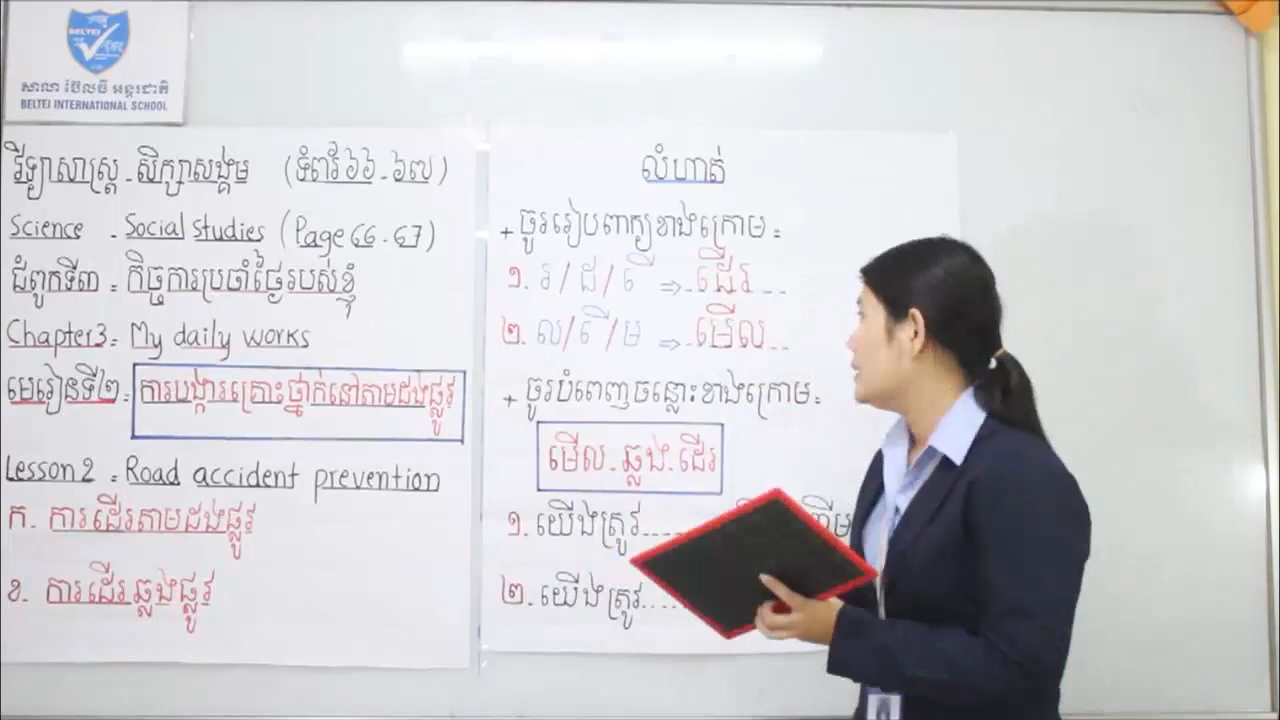 BELTEI
សាលា ប៊ែលធី អន្តរជាតិ
BELTEI INTERNATIONAL SCHOOL
វិទ្យាសាស្ត្រ - សិក្សាសង្គម (ទំព័រ៦៦-៦៧)
Science - Social studies (Page 66-67)
ជំពូកទី៣ = កិច្ចការប្រចាំថ្ងៃរបស់ខ្ញុំ
Chapter3= My daily works
មេរៀនទី២= ការបង្ការគ្រោះថ្នាក់នៅតាមដងផ្លូវ
Lesson2 = Road accident prevention
ក. ការដើរតាមដងផ្លូវ
ខ. ការដើរឆ្លងផ្លូវ
លំហាត់
+ ចូររៀបពាក្យខាងក្រោម =
១. រ/ដ/ើ ⇒ ..ដើរ...
២. ល/ើ/ម ⇒ ..មើល...
+ ចូរបំពេញចន្លោះខាងក្រោម=
មើល - ឆ្លង - ដើរ
១. យើងត្រូវ......
២. យើងត្រូវ......